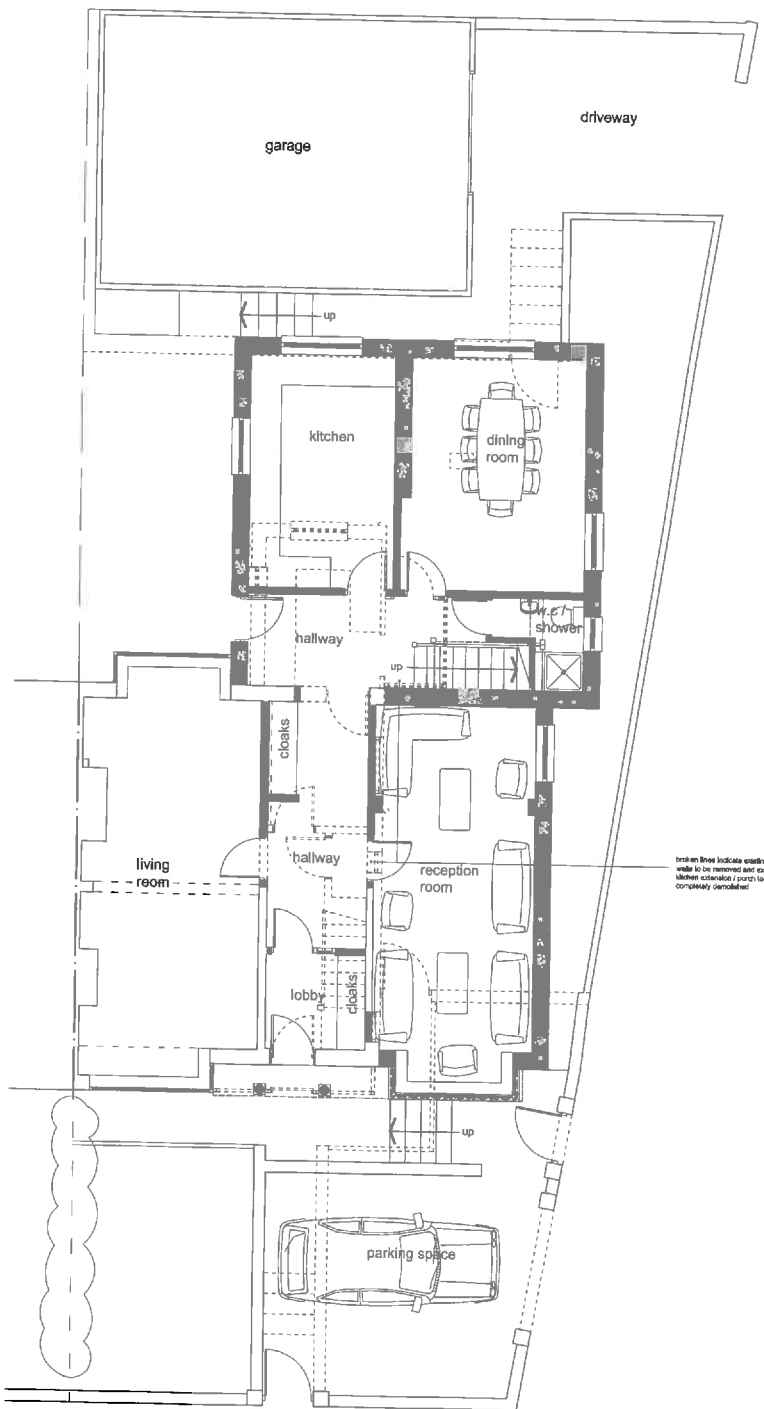 driveway
garage
up
kitchen
dining
room
w.c /
shower
hallway
up
cloaks
living
room
hallway
reception
room
broken lines indicate existin
walls to be removed and ex
kitchen extension / porch to
completely demolished
lobby
cloaks
up
parking space